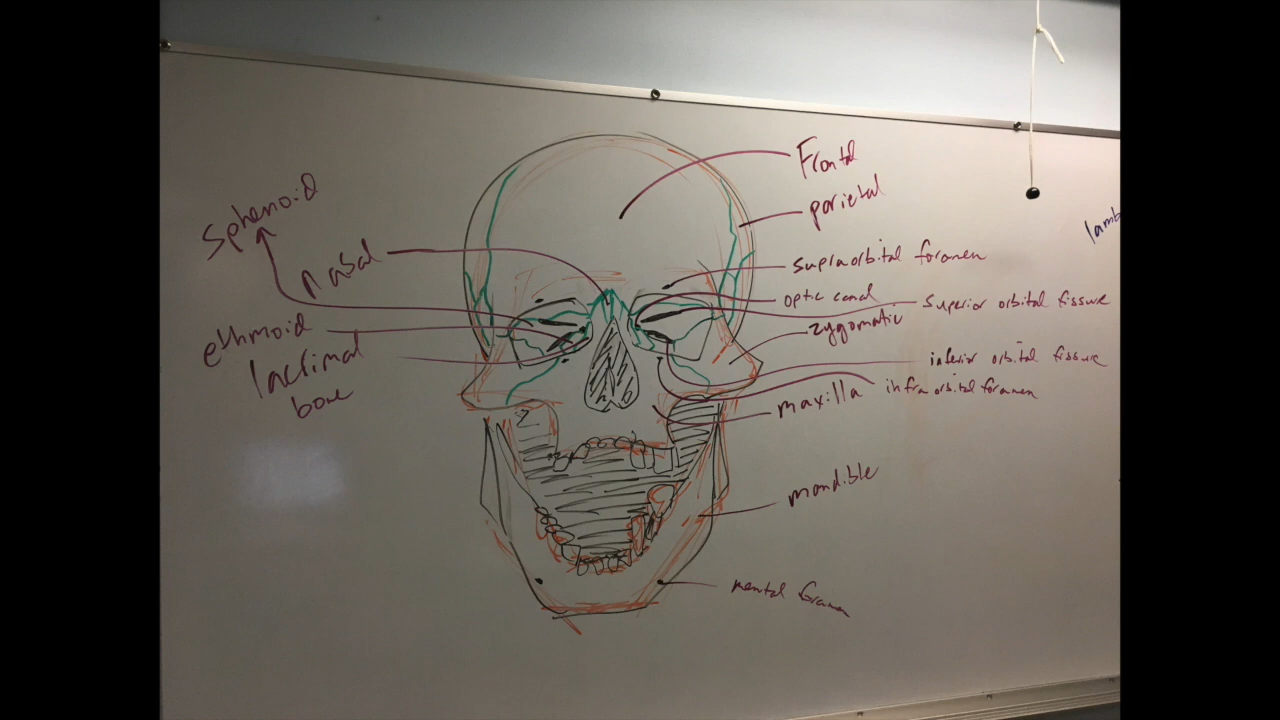 Frontal
parietal
Sphenoid
nasal
supraorbital foramen
optic canal
superior orbital fissure
zygomatic
ethmoid
lacrimal
bone
inferior orbital fissure
infraorbital foramen
maxilla
mandible
mental foramen
lamb